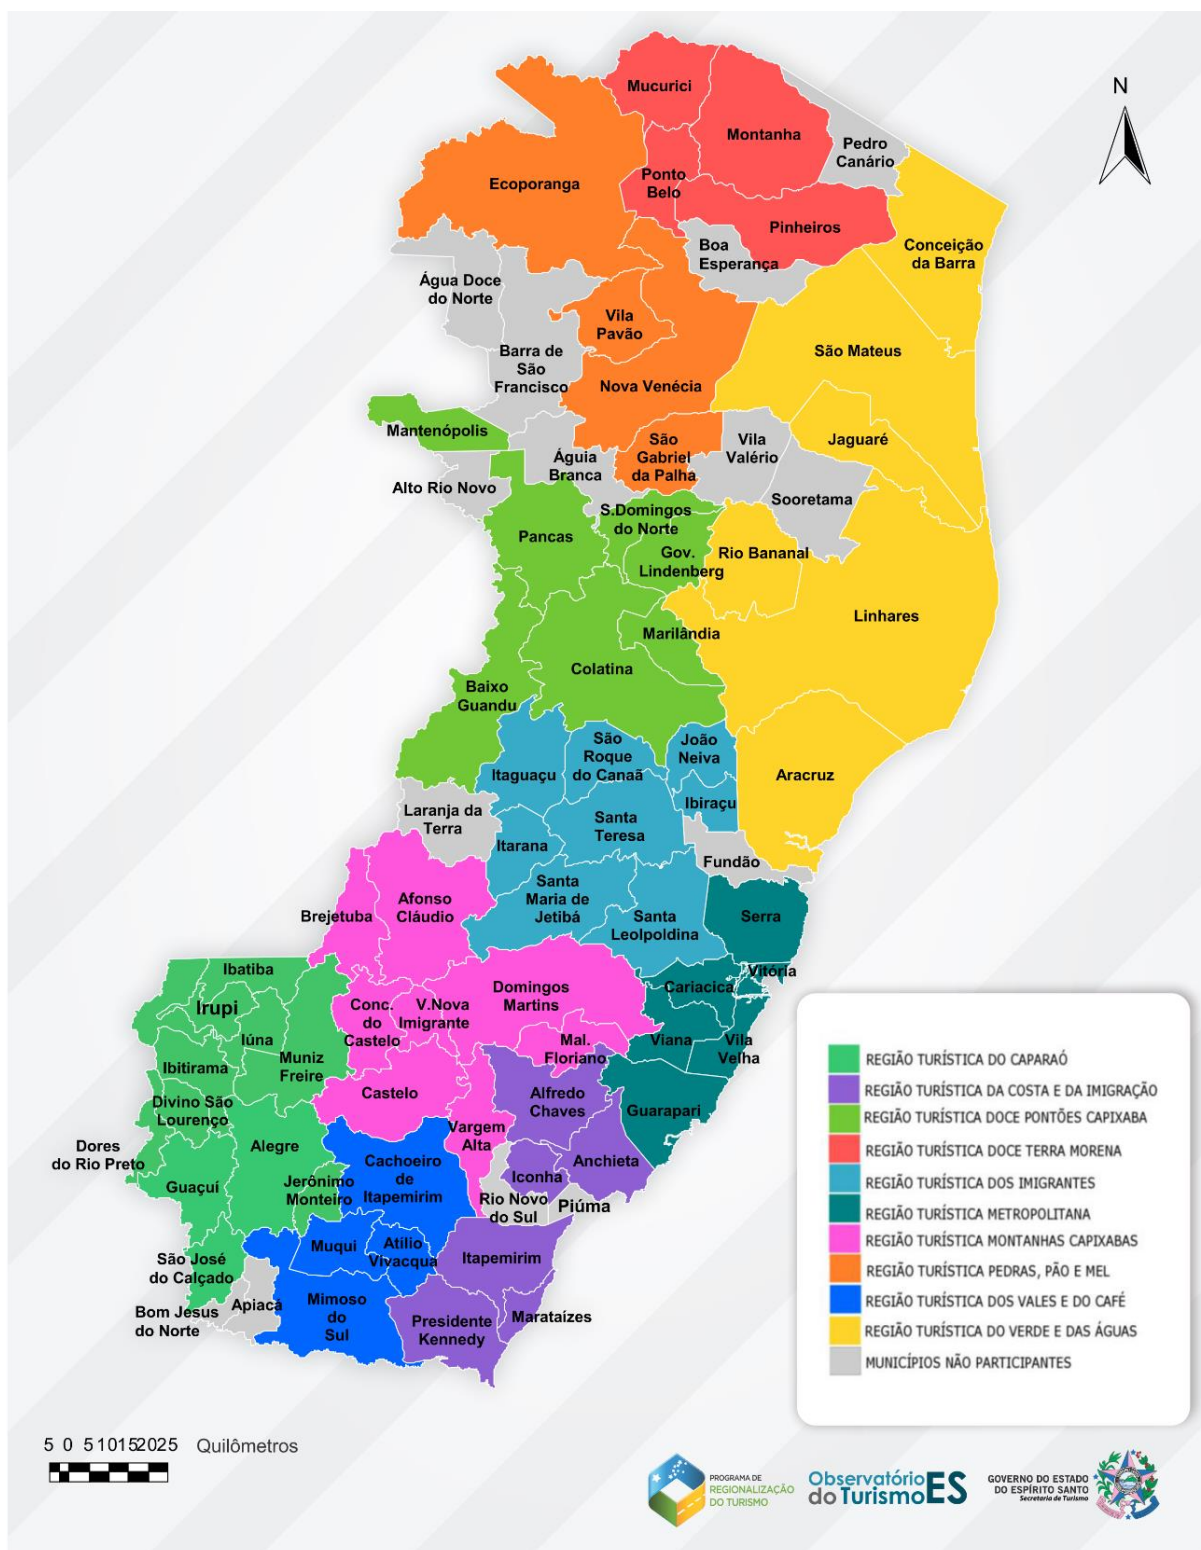 Mucurici
N
Montanha
Pedro
Canário
Ecoporanga
Ponto
Belo
Pinheiros
Boa
Esperança
Conceição
da Barra
Água Doce
do Norte
Vila
Pavão
Barra de
São
Francisco
São Mateus
Nova Venécia
Mantenópolis
São
Gabriel
da Palha
Vila
Valério
Jaguaré
Águia
Branca
Alto Rio Novo
Sooretama
S.Domingos
do Norte
Pancas
Gov.
Lindenberg
Rio Bananal
Linhares
Marilândia
Colatina
Baixo
Guandu
São
Roque
do Canaã
João
Neiva
Itaguaçu
Aracruz
Ibiraçu
Laranja da
Terra
Santa
Teresa
Itarana
Fundão
Santa
Maria de
Jetibá
Afonso
Cláudio
Brejetuba
Serra
Santa
Leolpoldina
Ibatiba
Vitória
Cariacica
Domingos
Martins
Irupi
Conc.
do
Castelo
V.Nova
Imigrante
Iúna
Viana
Vila
Velha
Mal.
Floriano
Muniz
Freire
Ibitirama
Castelo
Alfredo
Chaves
Guarapari
Divino São
Lourenço
Vargem
Alta
Dores
do Rio Preto
Alegre
Cachoeiro
de
Itapemirim
Anchieta
Iconha
Guaçuí
Jerônimo
Monteiro
Rio Novo
do Sul
Piúma
Muqui
Atílio
Vivacqua
Itapemirim
São José
do Calçado
Apiacá
Bom Jesus
do Norte
Mimoso
do
Sul
Presidente
Kennedy
Marataízes
REGIÃO TURÍSTICA DO CAPARAÓ
REGIÃO TURÍSTICA DA COSTA E DA IMIGRAÇÃO
REGIÃO TURÍSTICA DOCE PONTÕES CAPIXABA
REGIÃO TURÍSTICA DOCE TERRA MORENA
REGIÃO TURÍSTICA DOS IMIGRANTES
REGIÃO TURÍSTICA METROPOLITANA
REGIÃO TURÍSTICA MONTANHAS CAPIXABAS
REGIÃO TURÍSTICA PEDRAS, PÃO E MEL
REGIÃO TURÍSTICA DOS VALES E DO CAFÉ
REGIÃO TURÍSTICA DO VERDE E DAS ÁGUAS
MUNICÍPIOS NÃO PARTICIPANTES
5 0 5 10 15 20 25 Quilômetros
PROGRAMA DE
REGIONALIZAÇÃO
DO TURISMO
Observatório
do Turismo ES
GOVERNO DO ESTADO
DO ESPÍRITO SANTO
Secretaria de Turismo